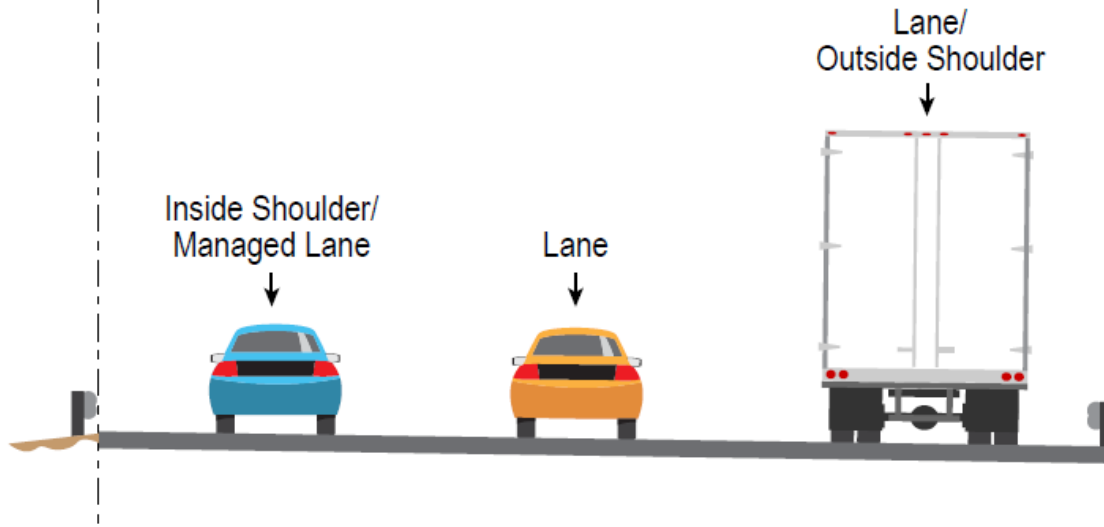 Lane/
Outside Shoulder
Inside Shoulder/
Managed Lane
Lane